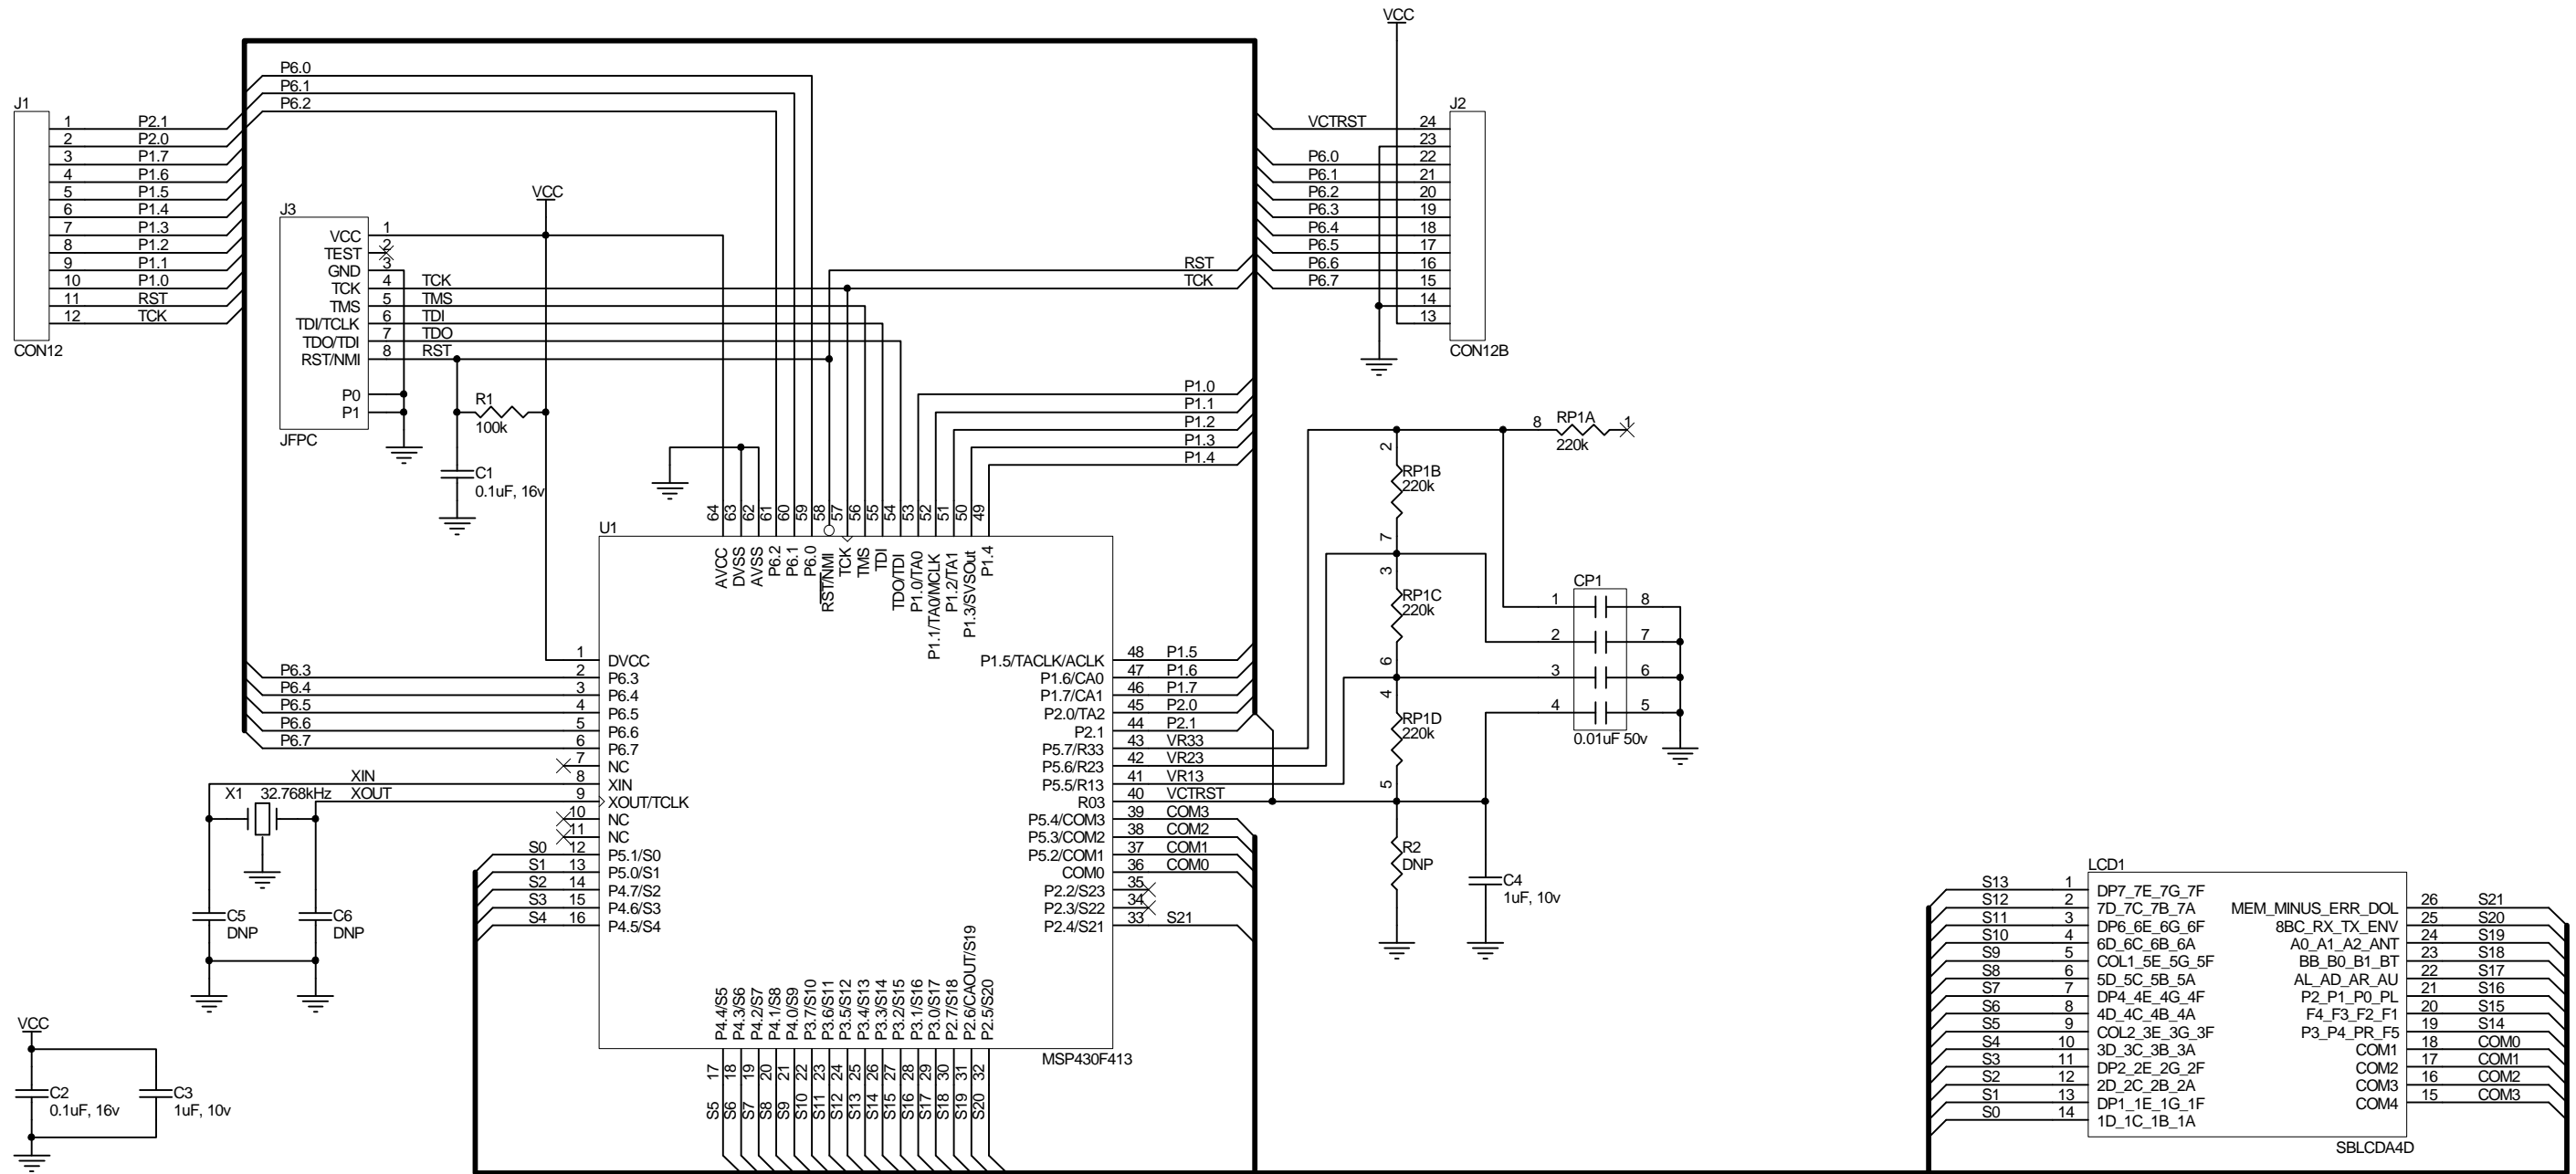 J1
1 P2.1
2 P2.0
3 P1.7
4 P1.6
5 P1.5
6 P1.4
7 P1.3
8 P1.2
9 P1.1
10 P1.0
11 RST
12 TCK
CON12
P6.0
P6.1
P6.2
VCC
J3
VCC 1
TEST 2
GND 3
TCK 4 TCK
TMS 5 TMS
TDI/TCLK 6 TDI
TDO/TDI 7 TDO
RST/NMI 8 RST
P0
P1
JFPC
R1
100k
C1
0.1uF, 16v
RST
TCK
P1.0
P1.1
P1.2
P1.3
P1.4
VCC
J2
VCTRST 24
23
P6.0 22
P6.1 21
P6.2 20
P6.3 19
P6.4 18
P6.5 17
P6.6 16
P6.7 15
14
13
CON12B
8 RP1A 1
220k
2
RP1B
220k
7
3
RP1C
220k
6
4
RP1D
220k
5
CP1
1 8
2 7
3 6
4 5
0.01uF 50v
R2
DNP
C4
1uF, 10v
U1
64 AVCC
63 DVSS
62 AVSS
61 P6.2
60 P6.1
59 P6.0
58 RST/NMI
57 TCK
56 TMS
55 TDI
54 TDO/TDI
53 P1.0/TA0
52 P1.1/TA0/MCLK
51 P1.2/TA1
50 P1.3/SVSOut
49 P1.4
1 DVCC
P6.3 2 P6.3
P6.4 3 P6.4
P6.5 4 P6.5
P6.6 5 P6.6
P6.7 6 P6.7
7 NC
XIN 8 XIN
XOUT 9 XOUT/TCLK
10 NC
11 NC
S0 12 P5.1/S0
S1 13 P5.0/S1
S2 14 P4.7/S2
S3 15 P4.6/S3
S4 16 P4.5/S4
P1.5/TACLK/ACLK 48 P1.5
P1.6/CA0 47 P1.6
P1.7/CA1 46 P1.7
P2.0/TA2 45 P2.0
P2.1 44 P2.1
P5.7/R33 43 VR33
P5.6/R23 42 VR23
P5.5/R13 41 VR13
R03 40 VCTRST
P5.4/COM3 39 COM3
P5.3/COM2 38 COM2
P5.2/COM1 37 COM1
COM0 36 COM0
P2.2/S23 35
P2.3/S22 34
P2.4/S21 33 S21
P4.4/S5 17 S5
P4.3/S6 18 S6
P4.2/S7 19 S7
P4.1/S8 20 S8
P4.0/S9 21 S9
P3.7/S10 22 S10
P3.6/S11 23 S11
P3.5/S12 24 S12
P3.4/S13 25 S13
P3.3/S14 26 S14
P3.2/S15 27 S15
P3.1/S16 28 S16
P3.0/S17 29 S17
P2.7/S18 30 S18
P2.6/CAOUT/S19 31 S19
P2.5/S20 32 S20
MSP430F413
X1 32.768kHz
C5
DNP
C6
DNP
VCC
C2
0.1uF, 16v
C3
1uF, 10v
LCD1
S13 1 DP7_7E_7G_7F
S12 2 7D_7C_7B_7A
S11 3 DP6_6E_6G_6F
S10 4 6D_6C_6B_6A
S9 5 COL1_5E_5G_5F
S8 6 5D_5C_5B_5A
S7 7 DP4_4E_4G_4F
S6 8 4D_4C_4B_4A
S5 9 COL2_3E_3G_3F
S4 10 3D_3C_3B_3A
S3 11 DP2_2E_2G_2F
S2 12 2D_2C_2B_2A
S1 13 DP1_1E_1G_1F
S0 14 1D_1C_1B_1A
MEM_MINUS_ERR_DOL 26 S21
8BC_RX_TX_ENV 25 S20
A0_A1_A2_ANT 24 S19
BB_B0_B1_BT 23 S18
AL_AD_AR_AU 22 S17
P2_P1_P0_PL 21 S16
F4_F3_F2_F1 20 S15
P3_P4_PR_F5 19 S14
COM1 18 COM0
COM2 17 COM1
COM3 16 COM2
COM4 15 COM3
SBLCDA4D